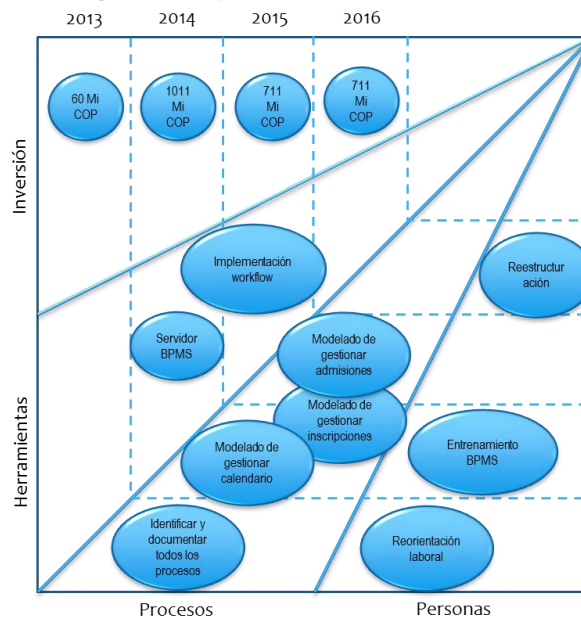 2013 2014 2015 2016
60 Mi
COP
1011
Mi
COP
711
Mi
COP
711
Mi
COP
Inversión
Implementación
workflow
Reestructur
ación
Servidor
BPMS
Modelado de
gestionar
admisiones
Modelado de
gestionar
inscripciones
Herramientas
Modelado de
gestionar
calendario
Entrenamiento
BPMS
Identificar y
documentar
todos los
procesos
Reorientación
laboral
Procesos
Personas